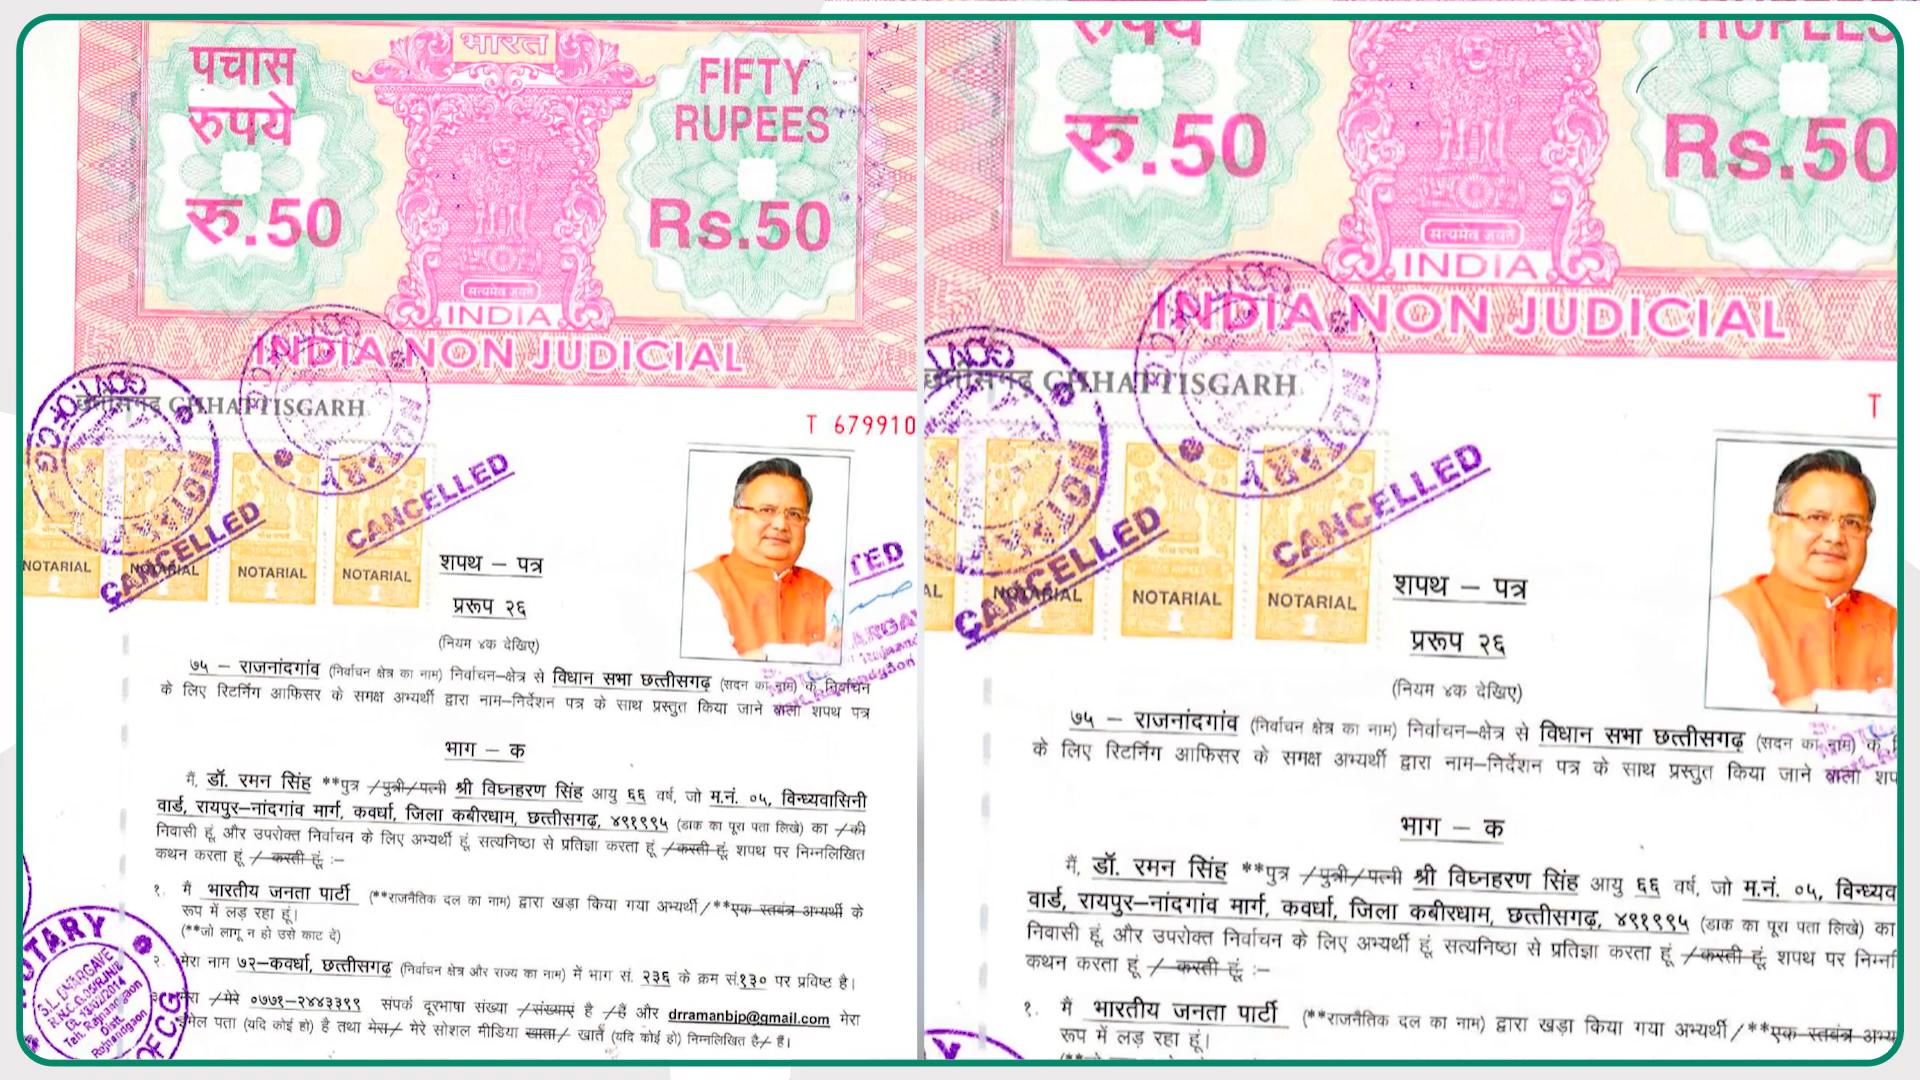 भारत
पचास
रुपये
रु.50
FIFTY
RUPEES
Rs.50
सत्यमेव जयते
INDIA
INDIA NON JUDICIAL
छत्तीसगढ़ CHHATTISGARH
T 679910
NOTARIAL
NOTARIAL
NOTARIAL
NOTARIAL
CANCELLED
CANCELLED
NOTARY
शपथ – पत्र
प्ररूप २६
(नियम ४क देखिए)
७५ – राजनांदगांव (निर्वाचन क्षेत्र का नाम) निर्वाचन–क्षेत्र से विधान सभा छत्तीसगढ़ (सदन का नाम) के निर्वाचन
के लिए रिटर्निंग आफिसर के समक्ष अभ्यर्थी द्वारा नाम–निर्देशन पत्र के साथ प्रस्तुत किया जाने वाला शपथ पत्र
भाग – क
मैं, डॉ. रमन सिंह **पुत्र /पुत्री/पत्नी श्री विघ्नहरण सिंह आयु ६६ वर्ष, जो म.नं. ०५, विन्ध्यवासिनी
वार्ड, रायपुर–नांदगांव मार्ग, कवर्धा, जिला कबीरधाम, छत्तीसगढ़, ४९१९९५ (डाक का पूरा पता लिखे) का /की
निवासी हूं, और उपरोक्त निर्वाचन के लिए अभ्यर्थी हूं, सत्यनिष्ठा से प्रतिज्ञा करता हूं /करती हूं, शपथ पर निम्नलिखित
कथन करता हूं / करती हूं :–
१. मैं भारतीय जनता पार्टी (**राजनैतिक दल का नाम) द्वारा खड़ा किया गया अभ्यर्थी/**एक स्वतंत्र अभ्यर्थी के
रूप में लड़ रहा हूं।
(**जो लागू न हो उसे काट दें)
२. मेरा नाम ७२–कवर्धा, छत्तीसगढ़ (निर्वाचन क्षेत्र और राज्य का नाम) में भाग सं. २३६ के क्रम सं.१३० पर प्रविष्ट है।
३. मेरा /मेरे ०७७१–२४४३३९९ संपर्क दूरभाषा संख्या /संख्याएं है /हैं और drramanbjp@gmail.com मेरा
ईमेल पता (यदि कोई हो) है तथा मेरा/ मेरे सोशल मीडिया खाता/ खातें (यदि कोई हो) निम्नलिखित है/ हैं।
NOTARY
रुपये
रु.50
RUPEES
Rs.50
सत्यमेव जयते
INDIA
INDIA NON JUDICIAL
छत्तीसगढ़ CHHATTISGARH
T
NOTARIAL
NOTARIAL
NOTARIAL
CANCELLED
CANCELLED
NOTARY
शपथ – पत्र
प्ररूप २६
(नियम ४क देखिए)
७५ – राजनांदगांव (निर्वाचन क्षेत्र का नाम) निर्वाचन–क्षेत्र से विधान सभा छत्तीसगढ़ (सदन का नाम) के
के लिए रिटर्निंग आफिसर के समक्ष अभ्यर्थी द्वारा नाम–निर्देशन पत्र के साथ प्रस्तुत किया जाने वाला शप
भाग – क
मैं, डॉ. रमन सिंह **पुत्र /पुत्री/पत्नी श्री विघ्नहरण सिंह आयु ६६ वर्ष, जो म.नं. ०५, विन्ध्यव
वार्ड, रायपुर–नांदगांव मार्ग, कवर्धा, जिला कबीरधाम, छत्तीसगढ़, ४९१९९५ (डाक का पूरा पता लिखे) का
निवासी हूं, और उपरोक्त निर्वाचन के लिए अभ्यर्थी हूं, सत्यनिष्ठा से प्रतिज्ञा करता हूं /करती हूं, शपथ पर
कथन करता हूं / करती हूं :–
१. मैं भारतीय जनता पार्टी (**राजनैतिक दल का नाम) द्वारा खड़ा किया गया अभ्यर्थी/**एक स्वतंत्र
रूप में लड़ रहा हूं।